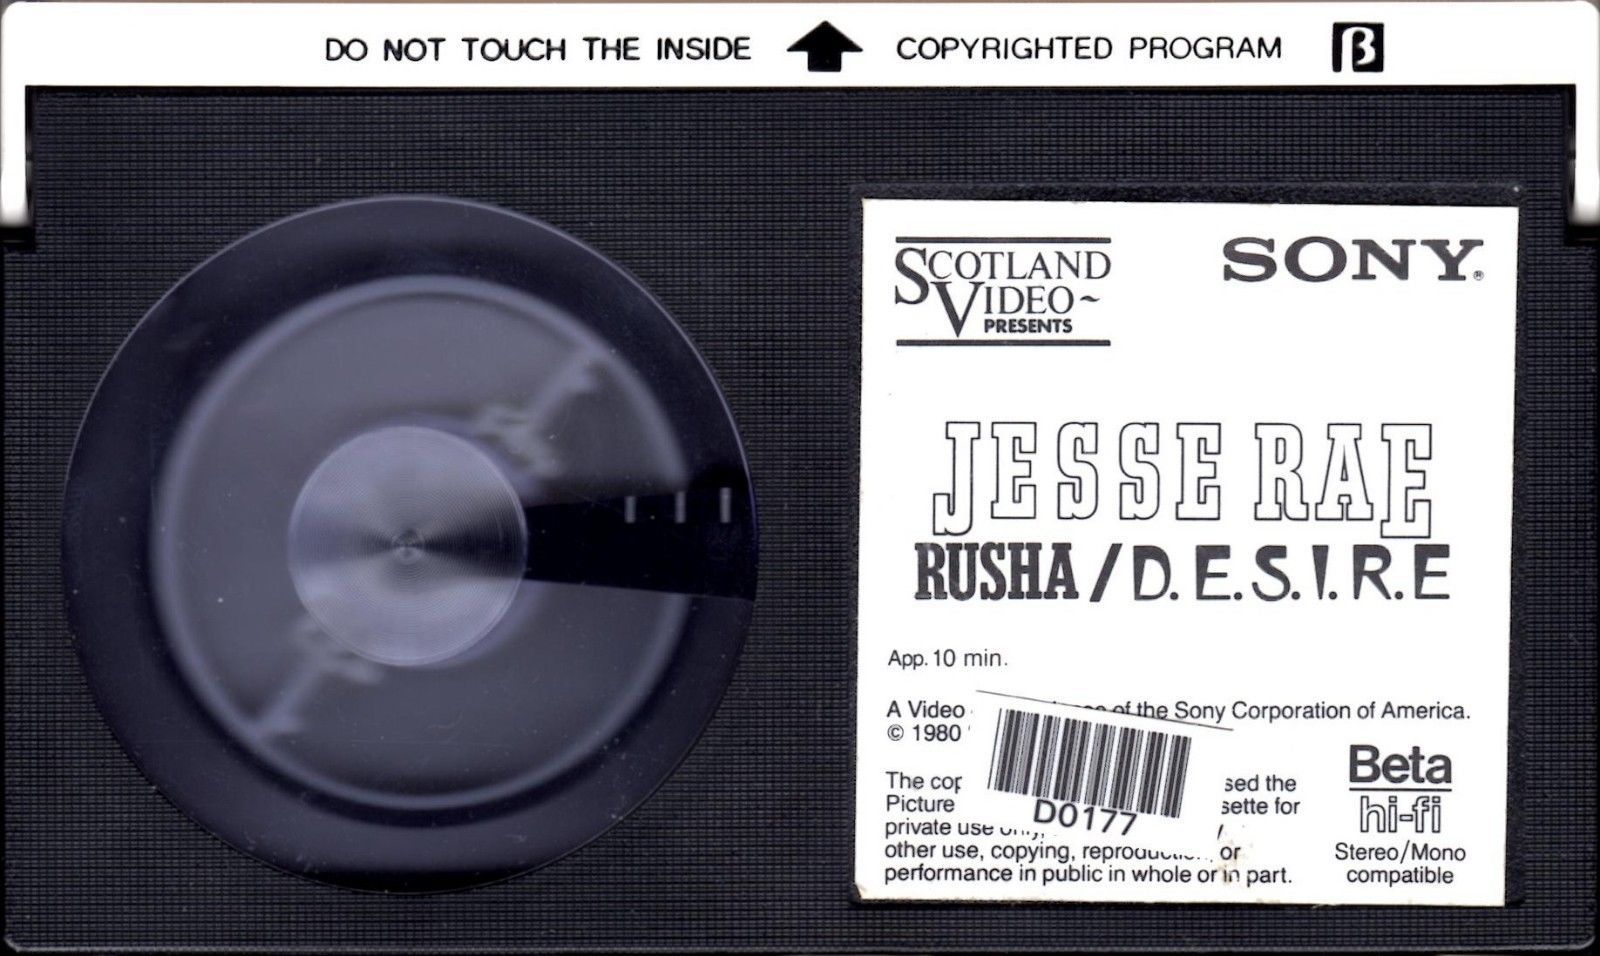 DO NOT TOUCH THE INSIDE COPYRIGHTED PROGRAM β
SCOTLAND
VIDEO~
PRESENTS
SONY®
JESSE RAE
RUSHA / D.E.S.I.R.E
App. 10 min.
A Video of the Sony Corporation of America.
© 1980
The sed the
Picture sette for
private use only,
other use, copying, or
performance in public in whole or in part.
D0177
Beta
hi-fi
Stereo/Mono
compatible